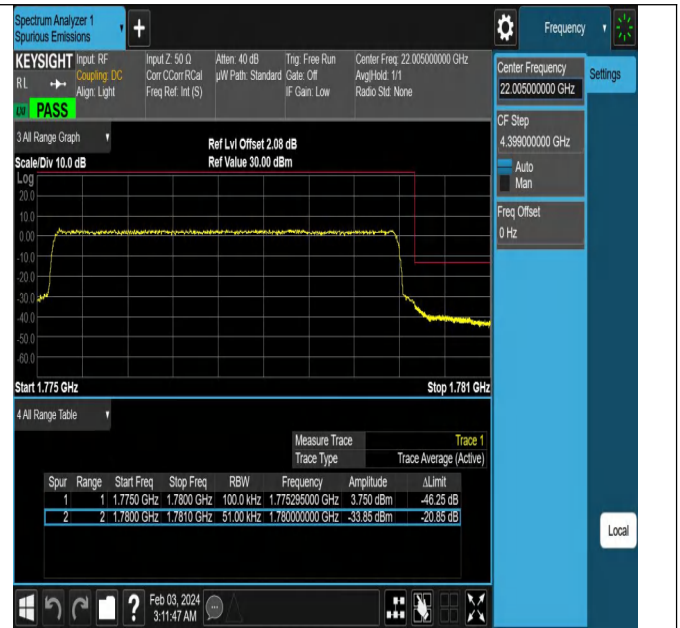 Spectrum Analyzer 1
Spurious Emissions
Frequency
KEYSIGHT Input: RF Input Z: 50 Ω Atten: 40 dB Trig: Free Run Center Freq: 22.005000000 GHz
RL Coupling: DC Corr CCorr RCal µW Path: Standard Gate: Off Avg|Hold: 1/1
Align: Light Freq Ref: Int (S) IF Gain: Low Radio Std: None
PASS
Center Frequency
22.005000000 GHz
Settings
CF Step
4.399000000 GHz
Auto
Man
Freq Offset
0 Hz
3 All Range Graph
Ref Lvl Offset 2.08 dB
Scale/Div 10.0 dB Ref Value 30.00 dBm
Log
20.0
10.0
0.00
-10.0
-20.0
-30.0
-40.0
-50.0
-60.0
Start 1.775 GHz Stop 1.781 GHz
4 All Range Table
Measure Trace Trace 1
Trace Type Trace Average (Active)
Spur Range Start Freq Stop Freq RBW Frequency Amplitude ΔLimit
1 1 1.7750 GHz 1.7800 GHz 100.0 kHz 1.775295000 GHz 3.750 dBm -46.25 dB
2 2 1.7800 GHz 1.7810 GHz 51.00 kHz 1.780000000 GHz -33.85 dBm -20.85 dB
Local
Feb 03, 2024
3:11:47 AM